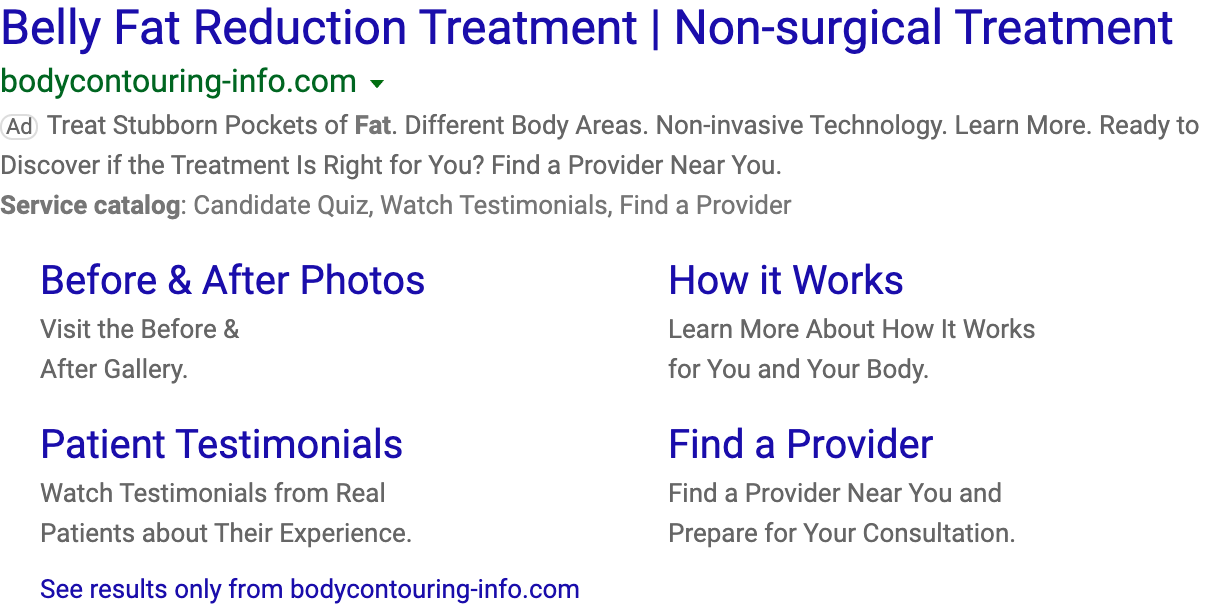 Belly Fat Reduction Treatment | Non-surgical Treatment
bodycontouring-info.com
Ad Treat Stubborn Pockets of Fat. Different Body Areas. Non-invasive Technology. Learn More. Ready to
Discover if the Treatment Is Right for You? Find a Provider Near You.
Service catalog: Candidate Quiz, Watch Testimonials, Find a Provider
Before & After Photos
Visit the Before &
After Gallery.
How it Works
Learn More About How It Works
for You and Your Body.
Patient Testimonials
Watch Testimonials from Real
Patients about Their Experience.
Find a Provider
Find a Provider Near You and
Prepare for Your Consultation.
See results only from bodycontouring-info.com